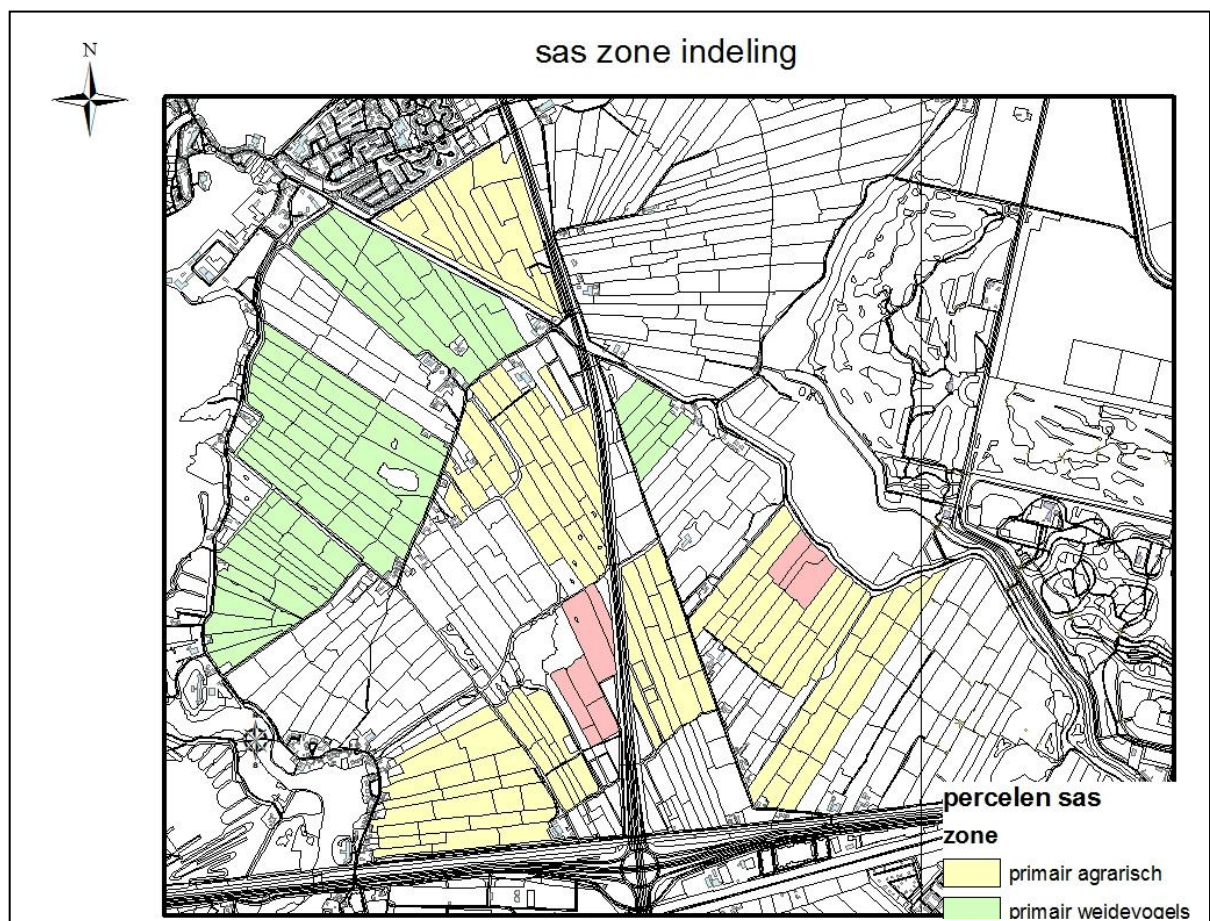 sas zone indeling
N
percelen sas
zone
primair agrarisch
primair weidevogels